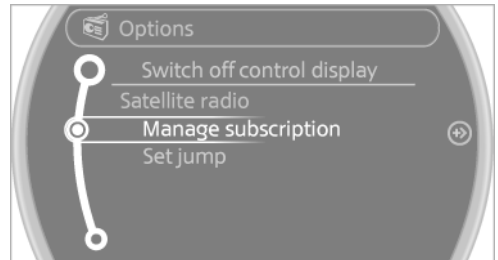 Options
Switch off control display
Satellite radio
Manage subscription
Set jump